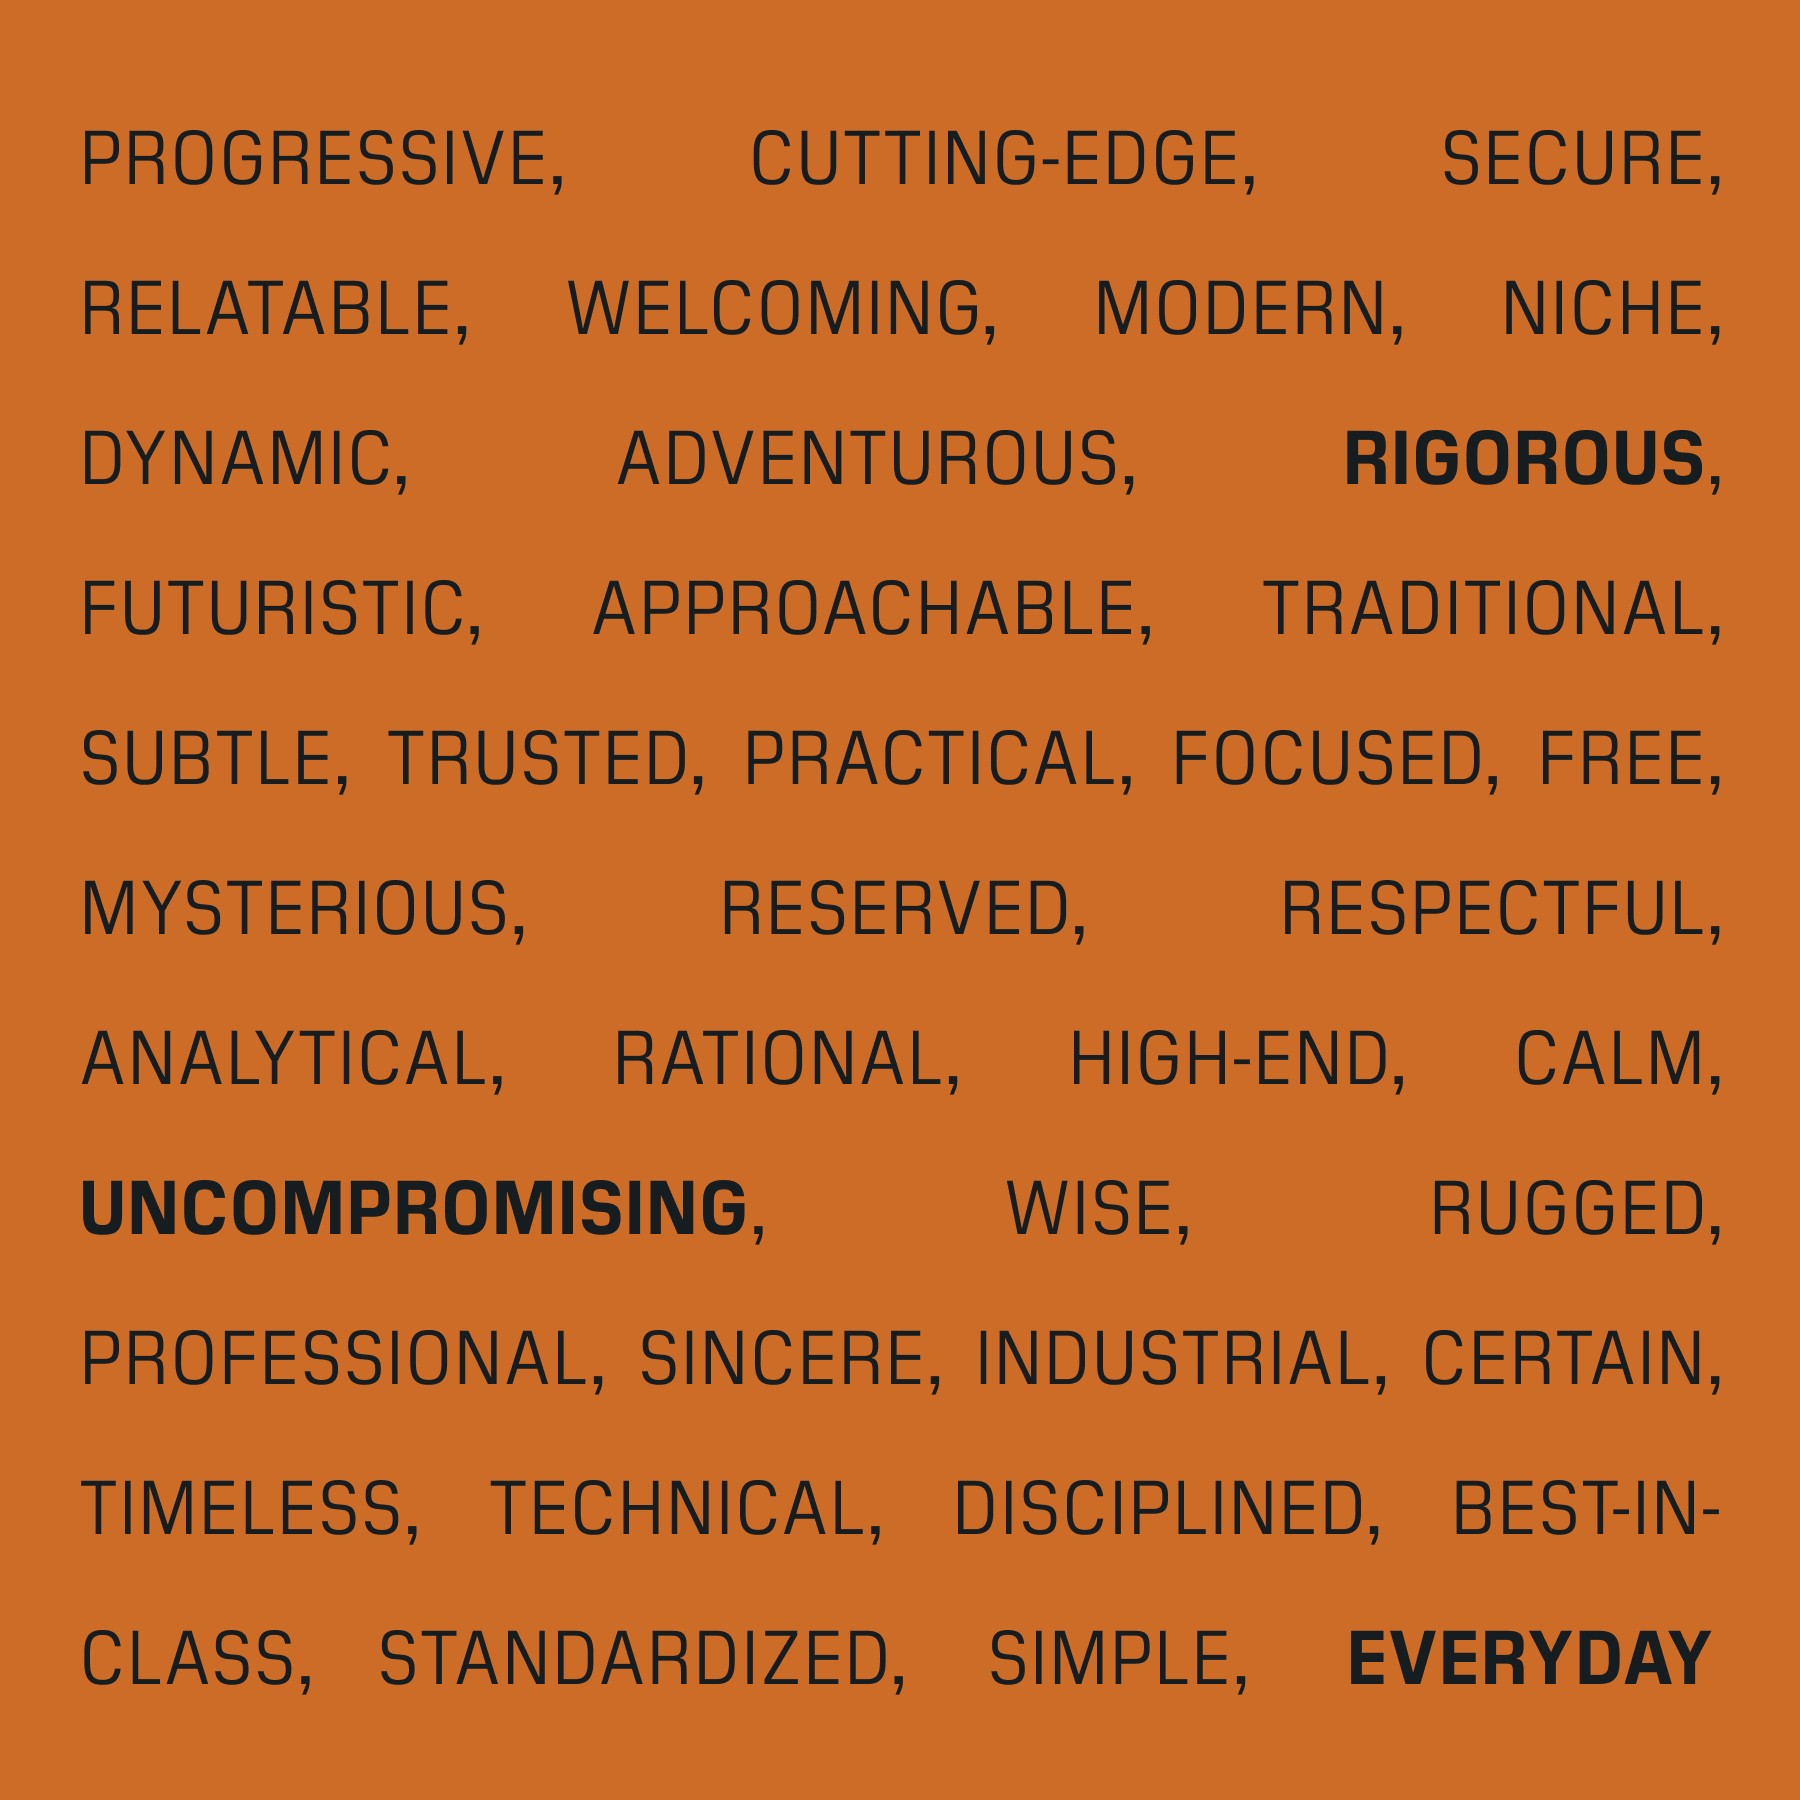 PROGRESSIVE, CUTTING-EDGE, SECURE,
RELATABLE, WELCOMING, MODERN, NICHE,
DYNAMIC, ADVENTUROUS, RIGOROUS,
FUTURISTIC, APPROACHABLE, TRADITIONAL,
SUBTLE, TRUSTED, PRACTICAL, FOCUSED, FREE,
MYSTERIOUS, RESERVED, RESPECTFUL,
ANALYTICAL, RATIONAL, HIGH-END, CALM,
UNCOMPROMISING, WISE, RUGGED,
PROFESSIONAL, SINCERE, INDUSTRIAL, CERTAIN,
TIMELESS, TECHNICAL, DISCIPLINED, BEST-IN-
CLASS, STANDARDIZED, SIMPLE, EVERYDAY